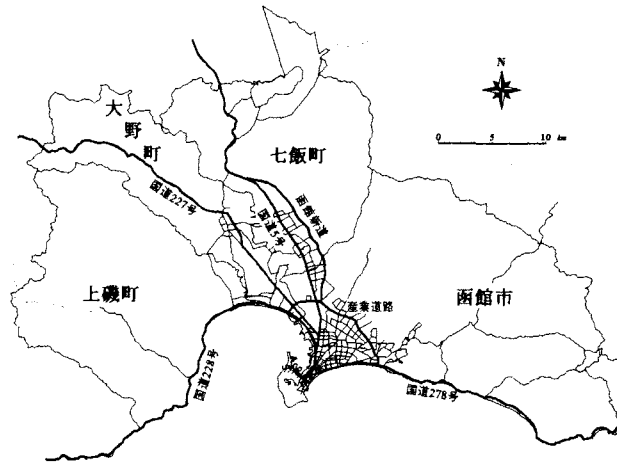 N
0 5 10 km
大野町
七飯町
国道227号
国道5号
函館新道
上磯町
産業道路
函館市
国道228号
国道278号